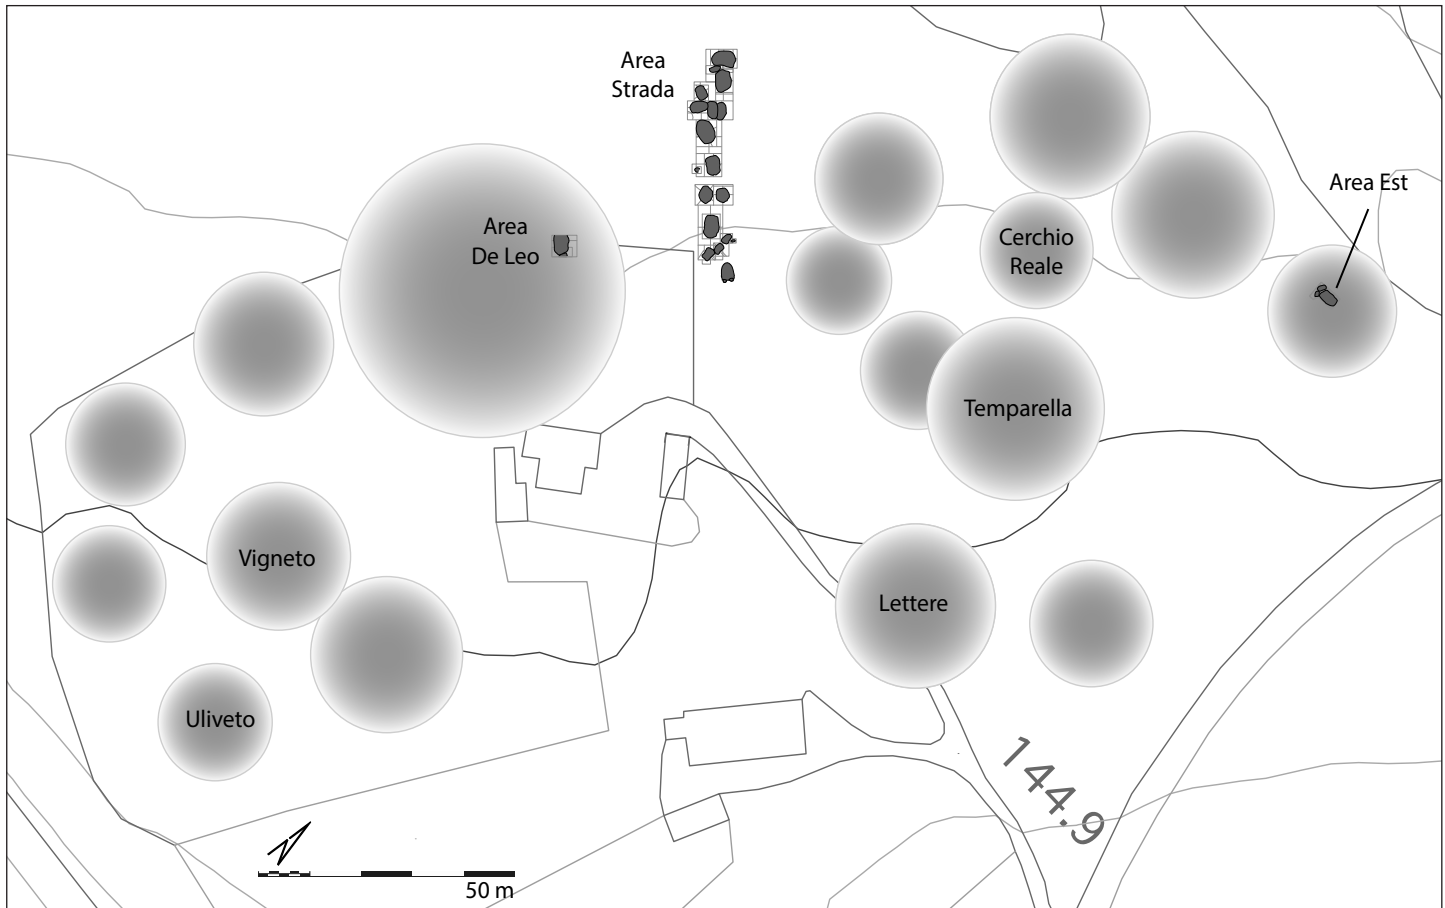 Area
Strada
Area Est
Area
De Leo
Cerchio
Reale
Temparella
Vigneto
Lettere
Uliveto
144.9
50 m